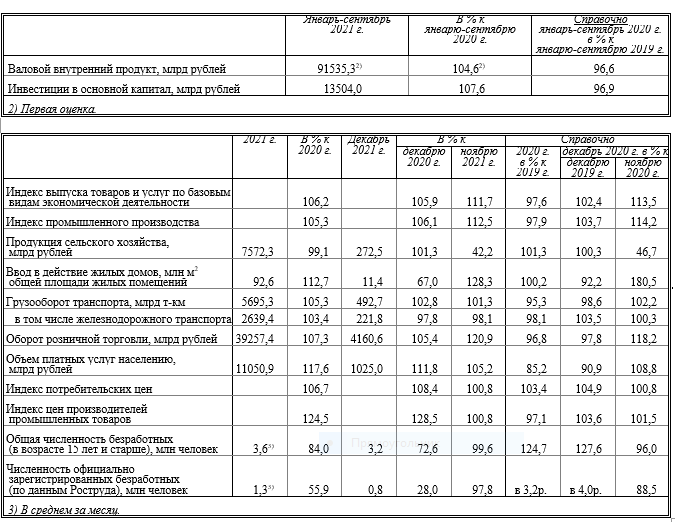 Январь-сентябрь 2021 г. | В % к январю-сентябрю 2020 г. | Справочно январь-сентябрь 2020 г. в % к январю-сентябрю 2019 г.
Валовой внутренний продукт, млрд рублей 91535,3²⁾ 104,6²⁾ 96,6
Инвестиции в основной капитал, млрд рублей 13504,0 107,6 96,9
2) Первая оценка.
2021 г. | В % к 2020 г. | Декабрь 2021 г. | В % к | Справочно
декабрю 2020 г. | ноябрю 2021 г. | 2020 г. в % к 2019 г. | декабрь 2020 г. в % к
декабрю 2019 г. | ноябрю 2020 г.
Индекс выпуска товаров и услуг по базовым
видам экономической деятельности 106,2 105,9 111,7 97,6 102,4 113,5
Индекс промышленного производства 105,3 106,1 112,5 97,9 103,7 114,2
Продукция сельского хозяйства,
млрд рублей 7572,3 99,1 272,5 101,3 42,2 101,3 100,3 46,7
Ввод в действие жилых домов, млн м²
общей площади жилых помещений 92,6 112,7 11,4 67,0 128,3 100,2 92,2 180,5
Грузооборот транспорта, млрд т-км 5695,3 105,3 492,7 102,8 101,3 95,3 98,6 102,2
в том числе железнодорожного транспорта 2639,4 103,4 221,8 97,8 98,1 98,1 103,5 100,3
Оборот розничной торговли, млрд рублей 39257,4 107,3 4160,6 105,4 120,9 96,8 97,8 118,2
Объем платных услуг населению,
млрд рублей 11050,9 117,6 1025,0 111,8 105,2 85,2 90,9 108,8
Индекс потребительских цен 106,7 108,4 100,8 103,4 104,9 100,8
Индекс цен производителей
промышленных товаров 124,5 128,5 100,8 97,1 103,6 101,5
Общая численность безработных
(в возрасте 15 лет и старше), млн человек 3,6³⁾ 84,0 3,2 72,6 99,6 124,7 127,6 96,0
Численность официально
зарегистрированных безработных
(по данным Роструда), млн человек 1,3³⁾ 55,9 0,8 28,0 97,8 в 3,2р. в 4,0р. 88,5
3) В среднем за месяц.